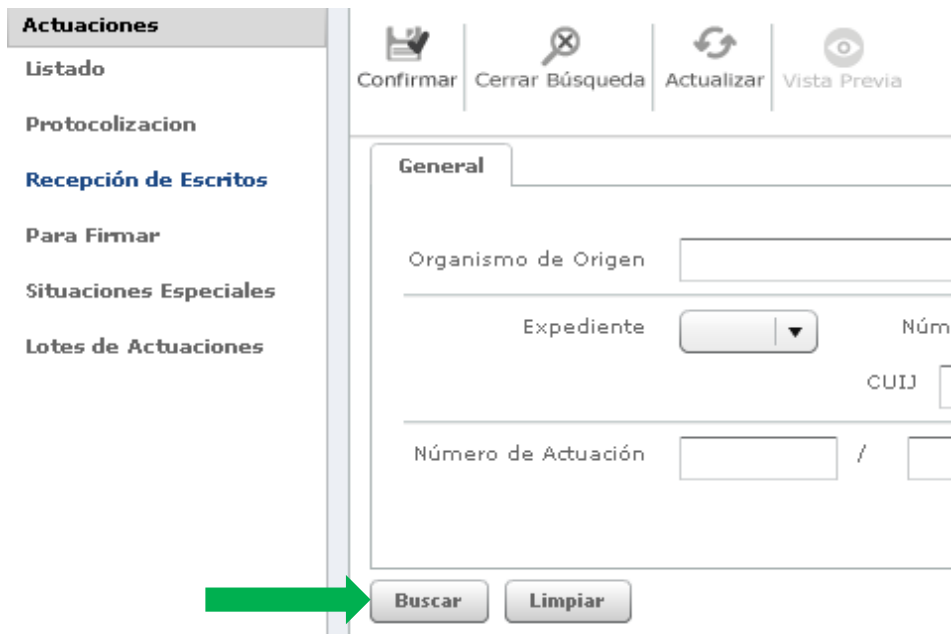 Actuaciones
Listado
Protocolizacion
Recepción de Escritos
Para Firmar
Situaciones Especiales
Lotes de Actuaciones
Confirmar Cerrar Búsqueda Actualizar Vista Previa
General
Organismo de Origen
Expediente Núm
CUIJ
Número de Actuación /
Buscar Limpiar